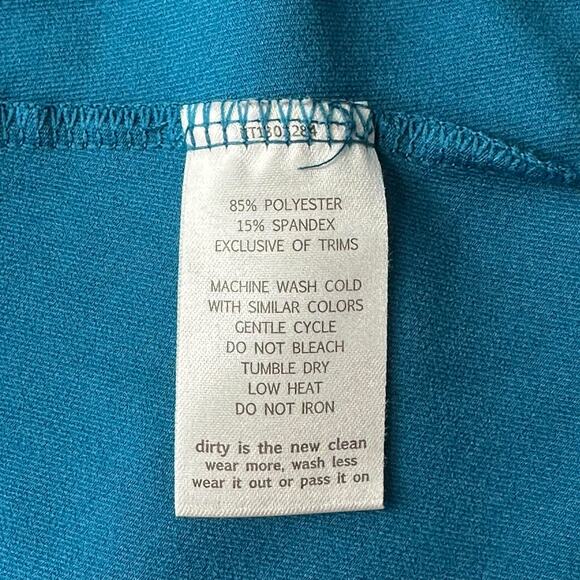 85% POLYESTER
15% SPANDEX
EXCLUSIVE OF TRIMS
MACHINE WASH COLD
WITH SIMILAR COLORS
GENTLE CYCLE
DO NOT BLEACH
TUMBLE DRY
LOW HEAT
DO NOT IRON
dirty is the new clean
wear more, wash less
wear it out or pass it on